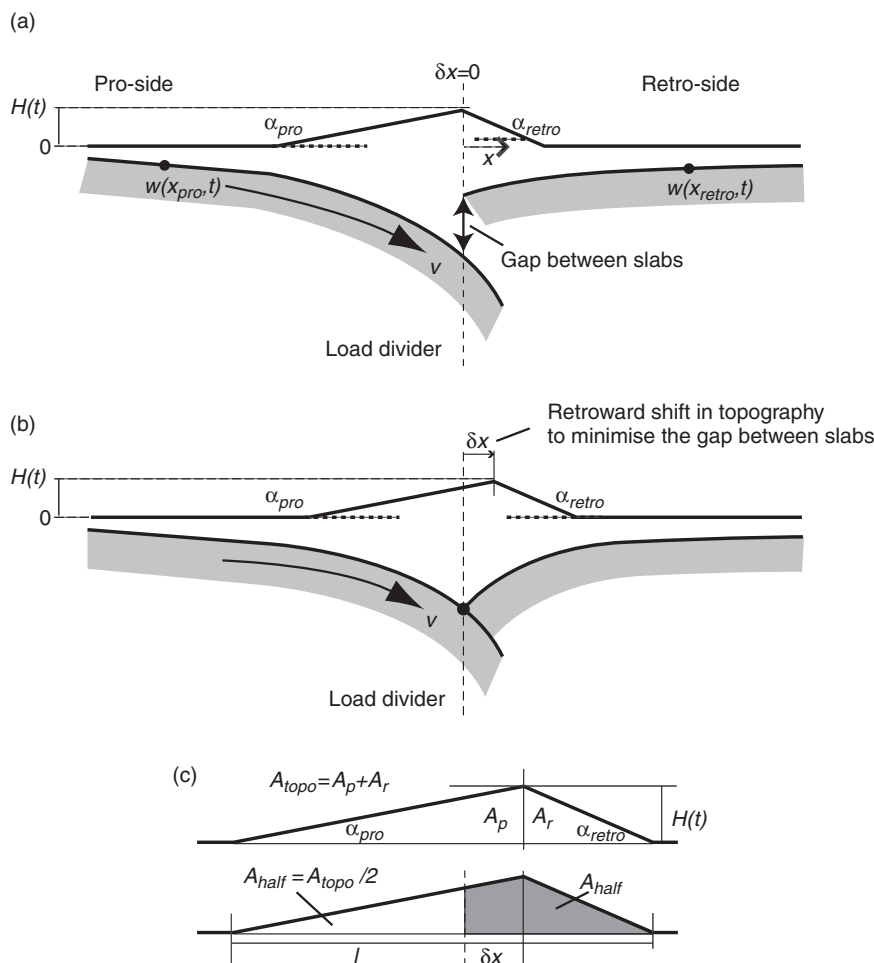 (a)
δx=0
Pro-side
Retro-side
H(t)
α_pro
α_retro
0
x
w(x_pro,t)
w(x_retro,t)
v
Gap between slabs
Load divider
(b)
Retroward shift in topography
to minimise the gap between slabs
δx
H(t)
α_pro
α_retro
0
v
Load divider
(c)
A_topo=A_p+A_r
α_pro
A_p
A_r
α_retro
H(t)
A_half=A_topo/2
A_half
l
δx